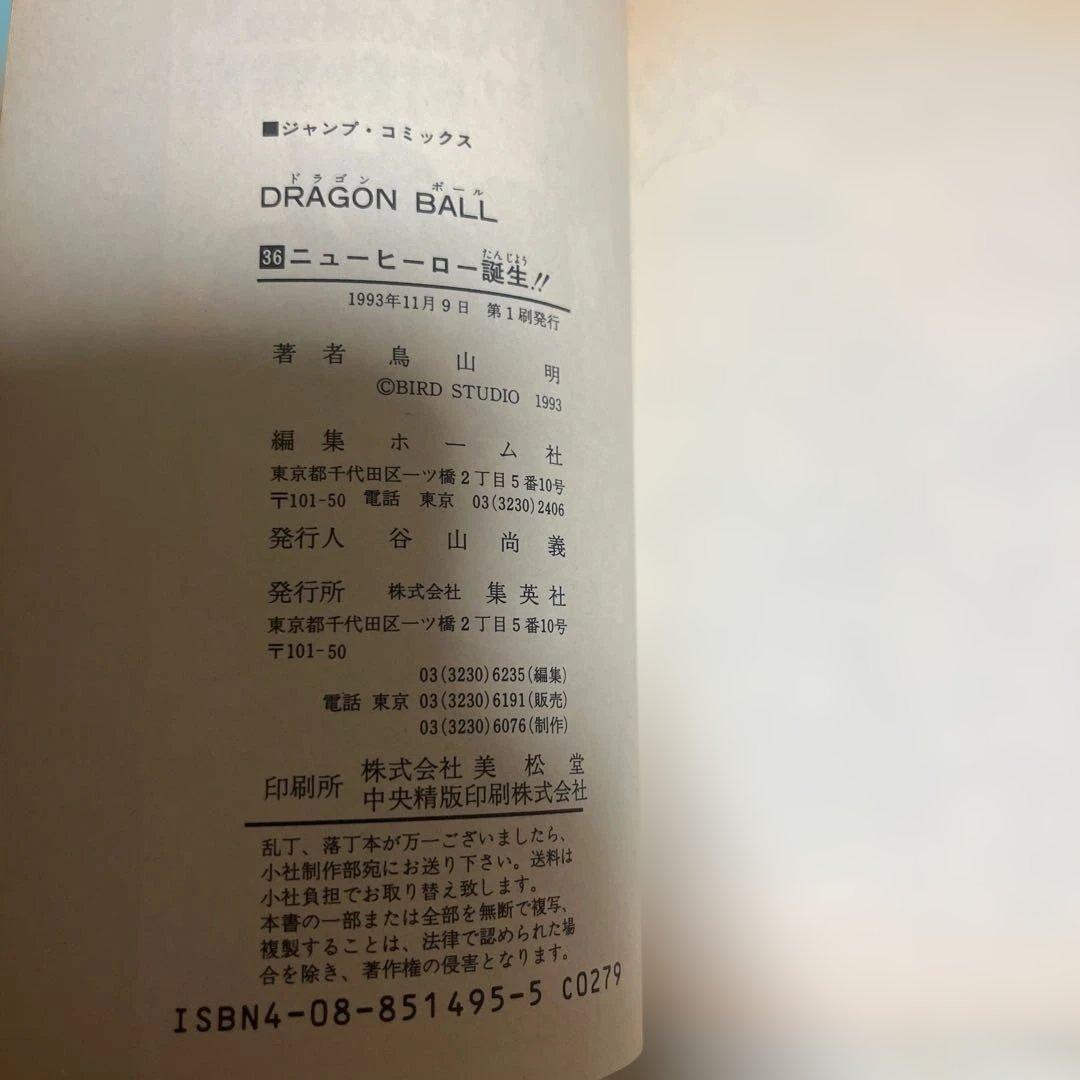 ■ジャンプ・コミックス
ドラゴン ボール
DRAGON BALL
たんじょう
36 ニューヒーロー誕生!!
1993年11月9日 第1刷発行
著者 鳥山 明
©BIRD STUDIO 1993
編集 ホーム社
東京都千代田区一ツ橋2丁目5番10号
〒101-50 電話 東京 03(3230)2406
発行人 谷山尚義
発行所 株式会社 集英社
東京都千代田区一ツ橋2丁目5番10号
〒101-50
03(3230)6235(編集)
電話 東京 03(3230)6191(販売)
03(3230)6076(制作)
印刷所 株式会社 美松堂
中央精版印刷株式会社
乱丁、落丁本が万一ございましたら、
小社制作部宛にお送り下さい。送料は
小社負担でお取り替え致します。
本書の一部または全部を無断で複写、
複製することは、法律で認められた場
合を除き、著作権の侵害となります。
ISBN4-08-851495-5 C0279